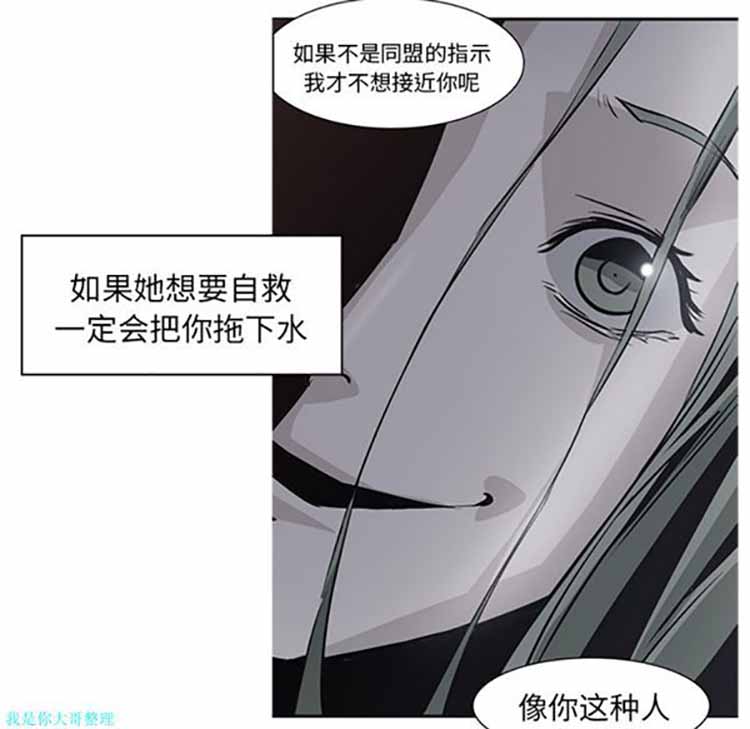 如果不是同盟的指示
我才不想接近你呢
如果她想要自救
一定会把你拖下水
像你这种人
我是你大哥整理